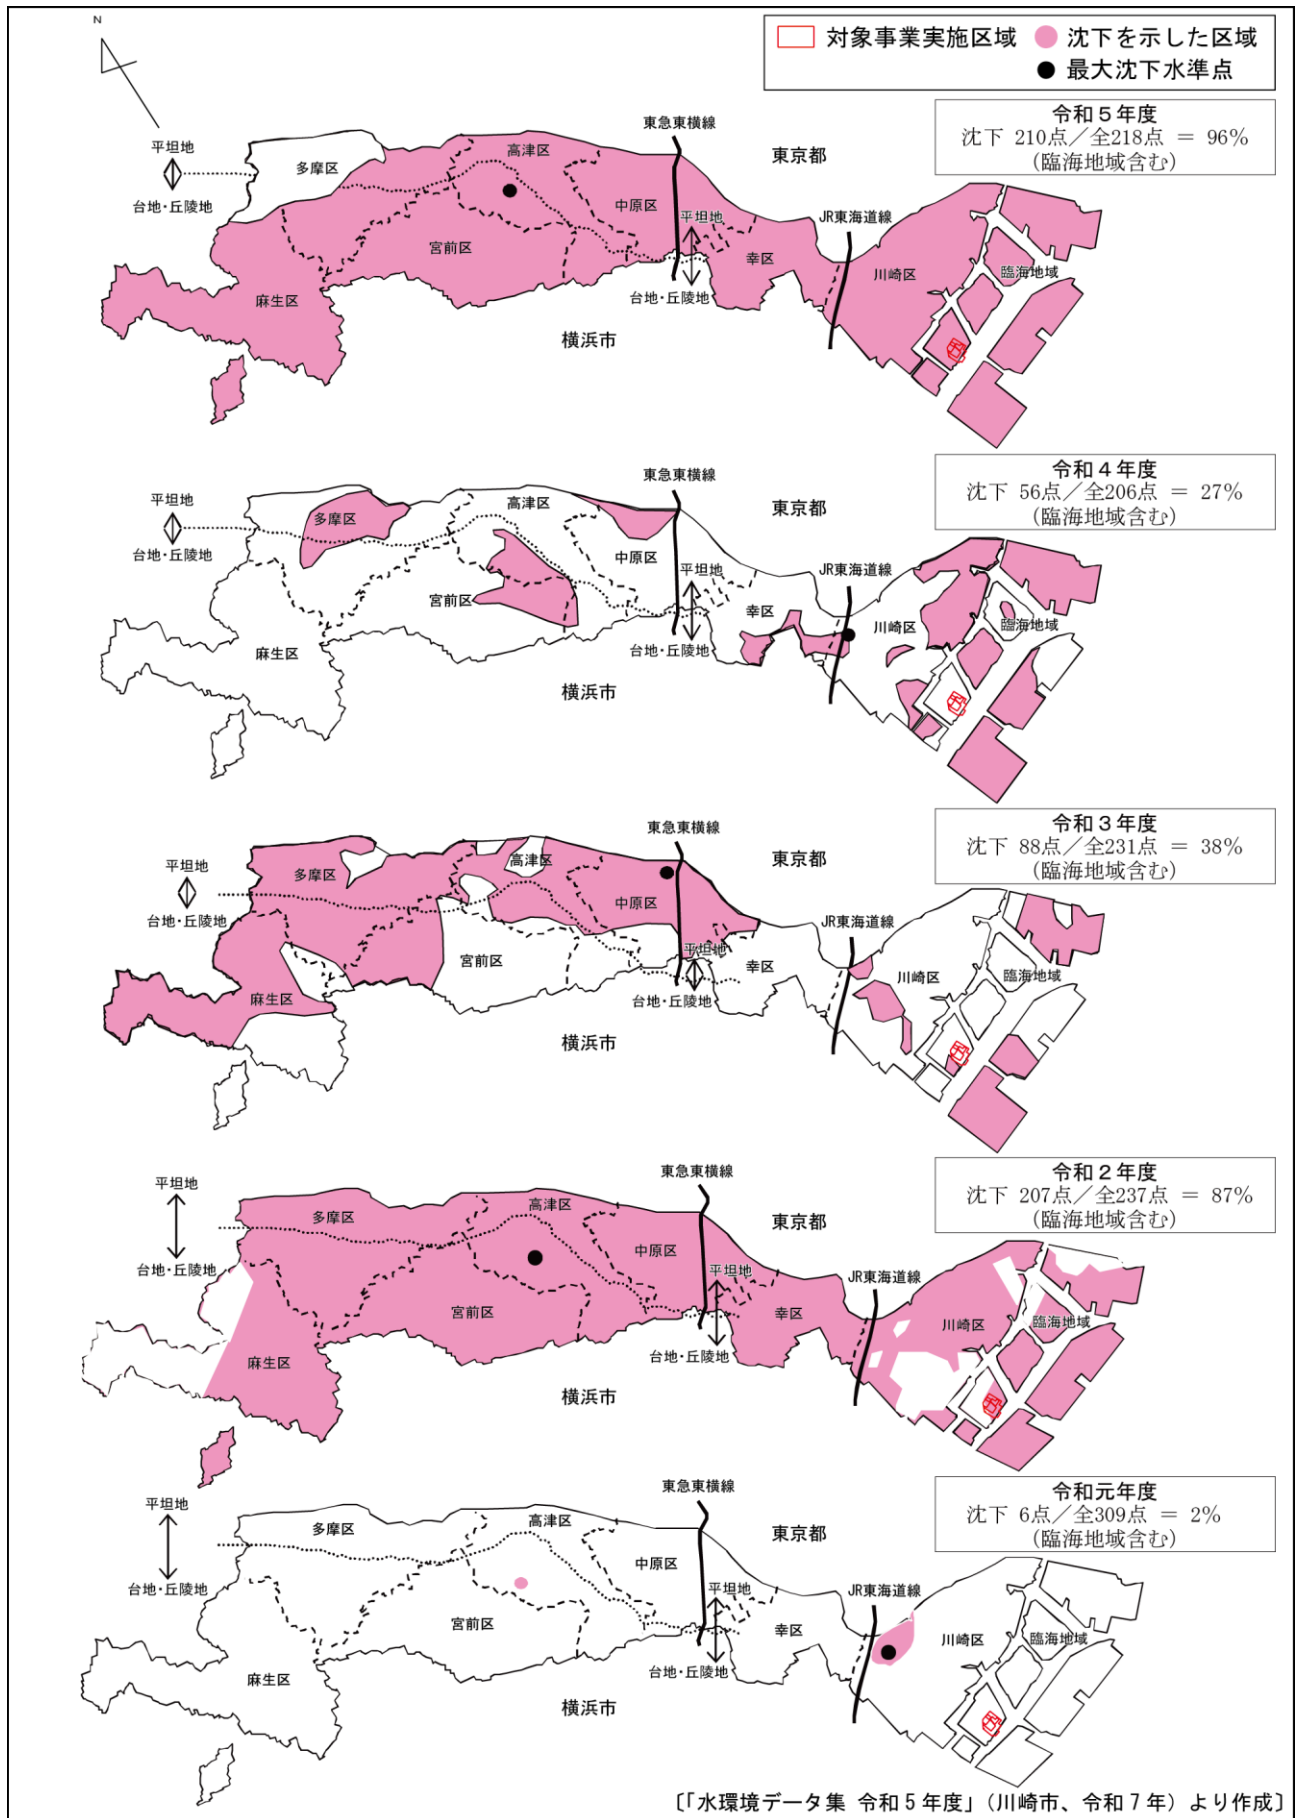 N
対象事業実施区域
沈下を示した区域
最大沈下水準点
令和5年度
沈下 210点／全218点 ＝ 96%
(臨海地域含む)
平坦地
台地・丘陵地
多摩区
高津区
東急東横線
東京都
中原区
平坦地
JR東海道線
宮前区
幸区
川崎区
臨海地域
麻生区
台地・丘陵地
横浜市
令和4年度
沈下 56点／全206点 ＝ 27%
(臨海地域含む)
平坦地
台地・丘陵地
多摩区
高津区
東急東横線
東京都
中原区
平坦地
JR東海道線
宮前区
幸区
川崎区
臨海地域
麻生区
台地・丘陵地
横浜市
令和3年度
沈下 88点／全231点 ＝ 38%
(臨海地域含む)
平坦地
台地・丘陵地
多摩区
高津区
東急東横線
東京都
中原区
平坦地
JR東海道線
宮前区
幸区
川崎区
臨海地域
麻生区
台地・丘陵地
横浜市
令和2年度
沈下 207点／全237点 ＝ 87%
(臨海地域含む)
平坦地
台地・丘陵地
多摩区
高津区
東急東横線
東京都
中原区
平坦地
JR東海道線
宮前区
幸区
川崎区
臨海地域
麻生区
台地・丘陵地
横浜市
令和元年度
沈下 6点／全309点 ＝ 2%
(臨海地域含む)
平坦地
台地・丘陵地
多摩区
高津区
東急東横線
東京都
中原区
平坦地
JR東海道線
宮前区
幸区
川崎区
臨海地域
麻生区
台地・丘陵地
横浜市
〔「水環境データ集 令和5年度」（川崎市、令和7年）より作成〕